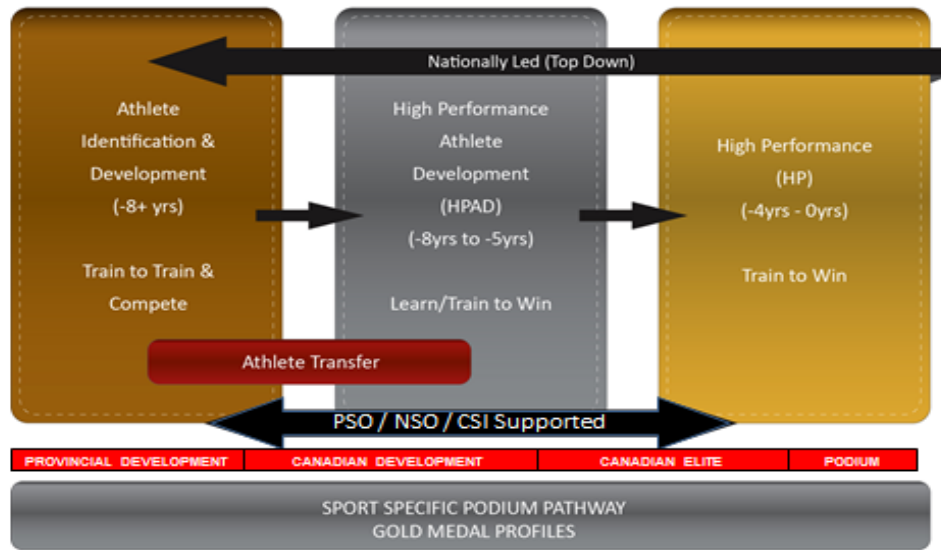 Nationally Led (Top Down)
Athlete
Identification &
Development
(-8+ yrs)
Train to Train &
Compete
High Performance
Athlete
Development
(HPAD)
(-8yrs to -5yrs)
Learn/Train to Win
High Performance
(HP)
(-4yrs - 0yrs)
Train to Win
Athlete Transfer
PSO / NSO / CSI Supported
PROVINCIAL DEVELOPMENT
CANADIAN DEVELOPMENT
CANADIAN ELITE
PODIUM
SPORT SPECIFIC PODIUM PATHWAY
GOLD MEDAL PROFILES